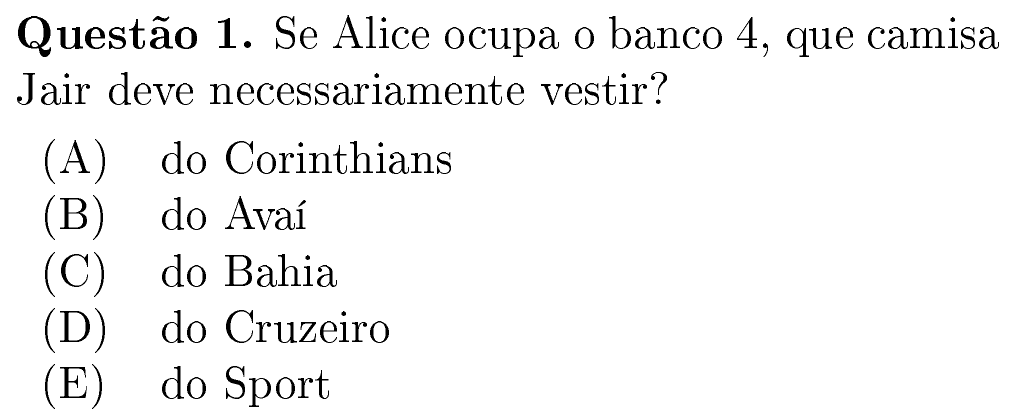 Questão 1. Se Alice ocupa o banco 4, que camisa
Jair deve necessariamente vestir?
(A) do Corinthians
(B) do Avaí
(C) do Bahia
(D) do Cruzeiro
(E) do Sport